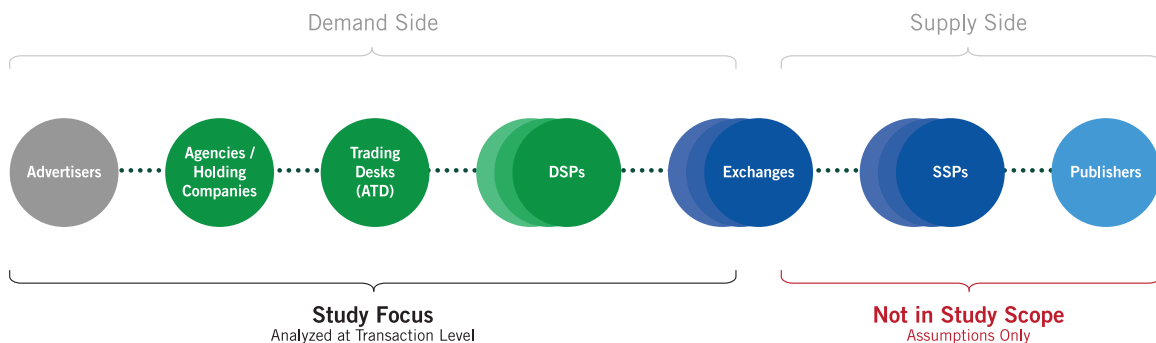 Demand Side
Supply Side
Advertisers
Agencies /
Holding
Companies
Trading
Desks
(ATD)
DSPs
Exchanges
SSPs
Publishers
Study Focus
Analyzed at Transaction Level
Not in Study Scope
Assumptions Only